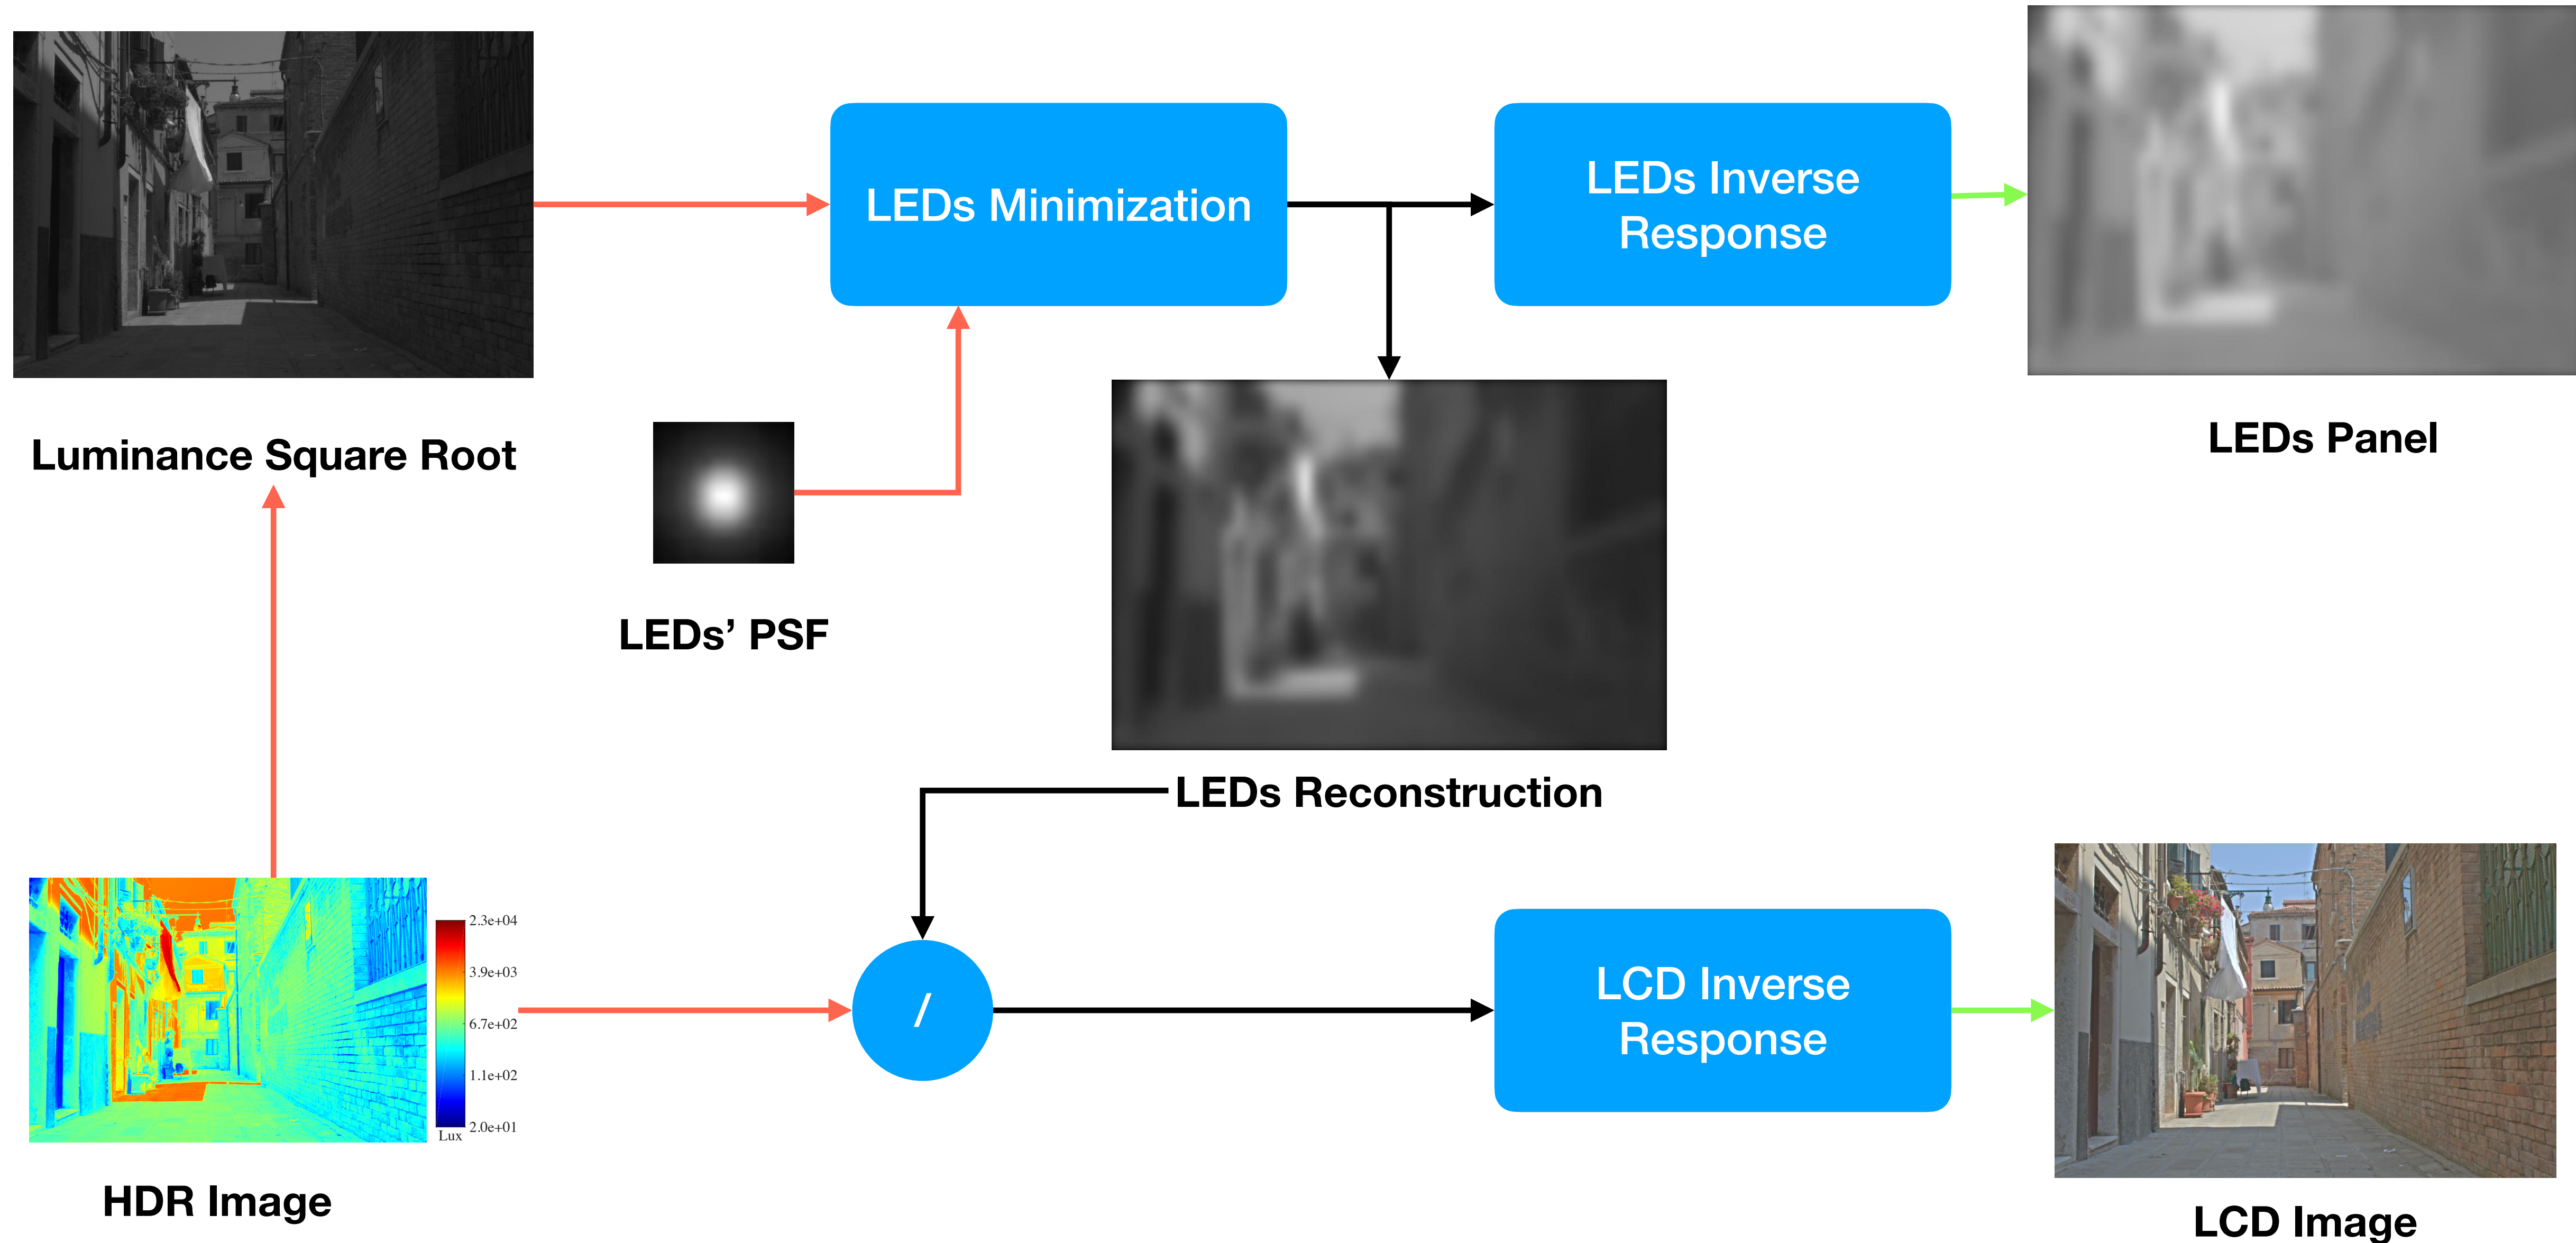 LEDs Minimization
LEDs Inverse
Response
Luminance Square Root
LEDs Panel
LEDs’ PSF
LEDs Reconstruction
2.3e+04
3.9e+03
6.7e+02
1.1e+02
2.0e+01
Lux
/
LCD Inverse
Response
HDR Image
LCD Image